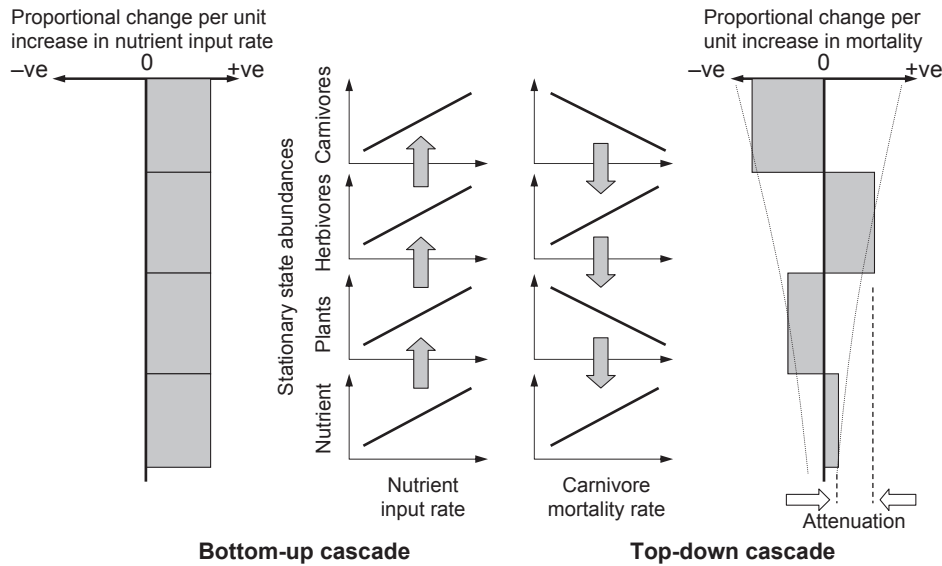 Proportional change per unit
increase in nutrient input rate
–ve
0
+ve
Stationary state abundances
Carnivores
Herbivores
Plants
Nutrient
Nutrient
input rate
Carnivore
mortality rate
Proportional change per
unit increase in mortality
–ve
0
+ve
Attenuation
Bottom-up cascade
Top-down cascade